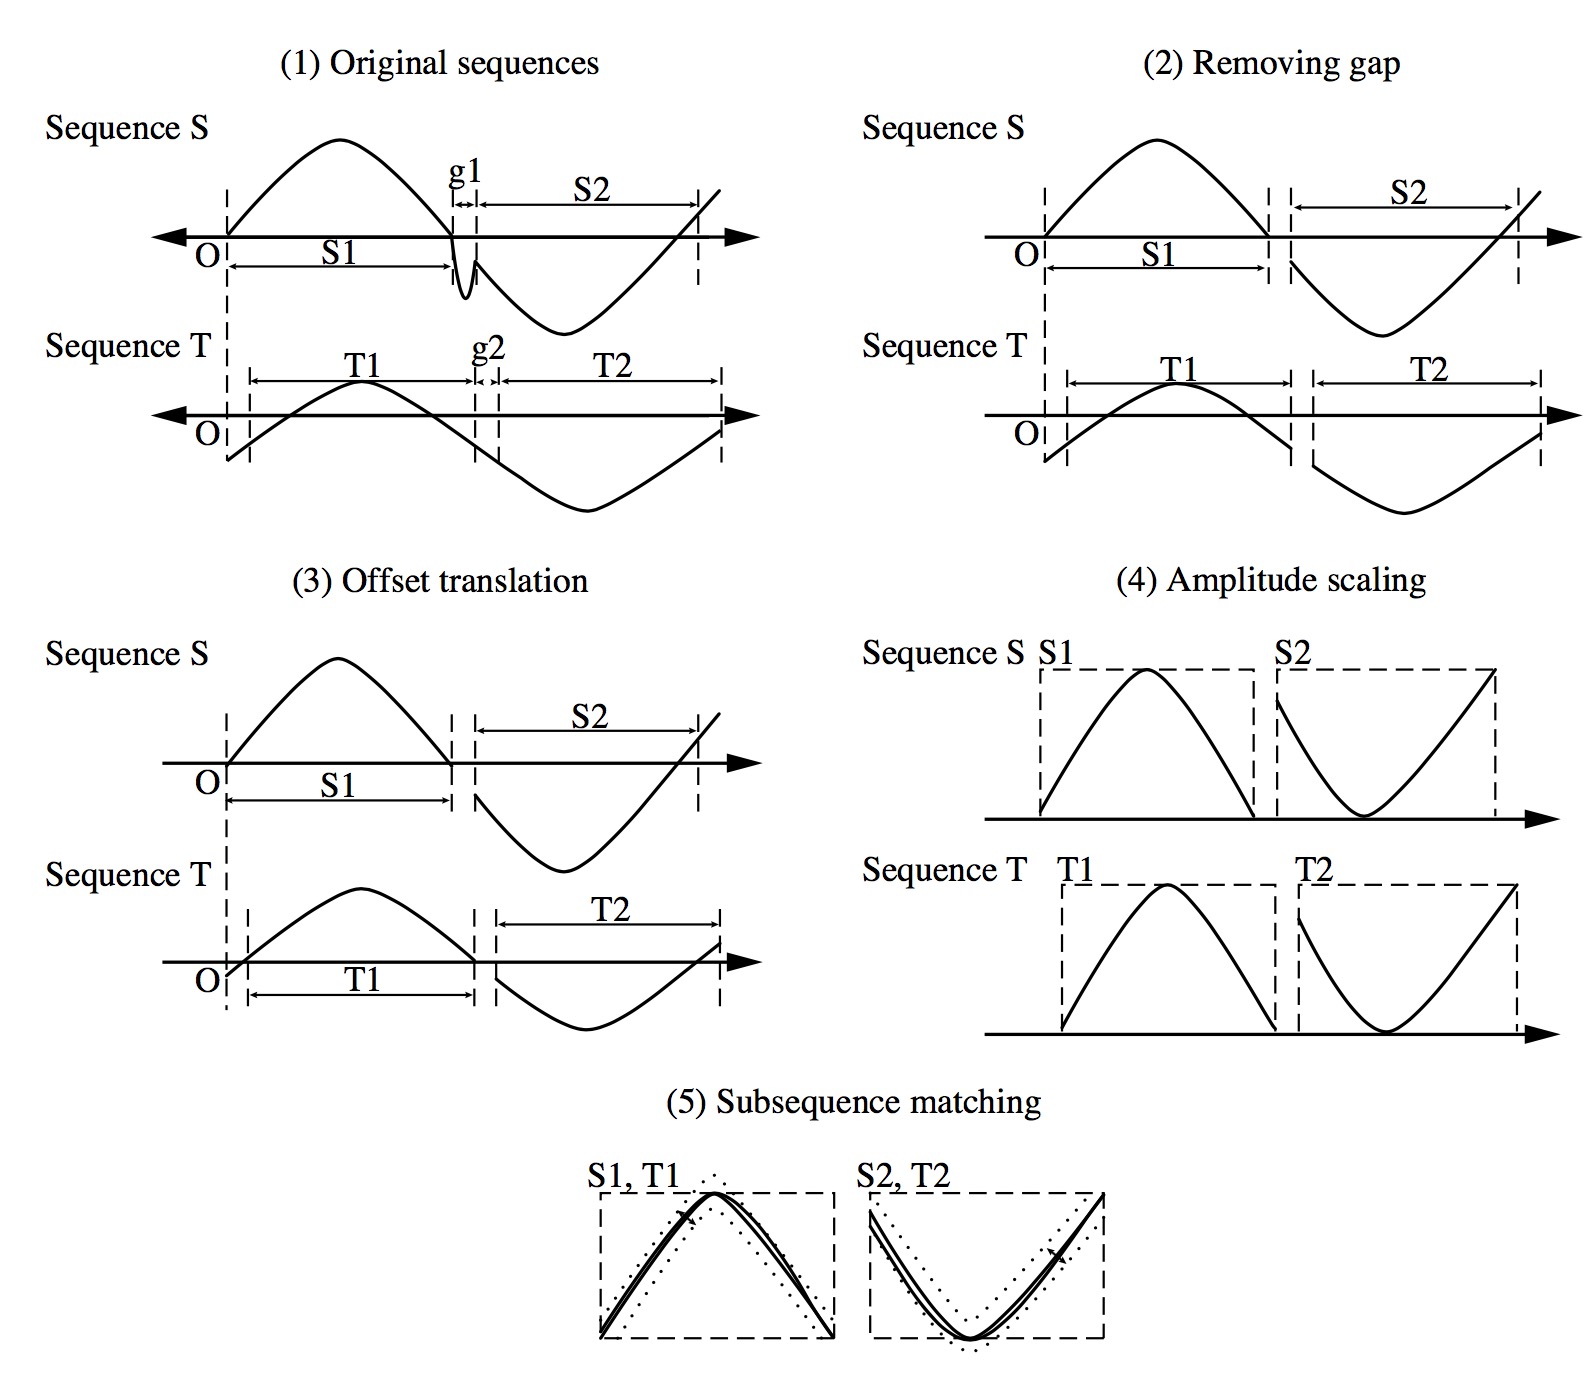 (1) Original sequences
Sequence S
g1
S2
O
S1
Sequence T
T1
g2
T2
O
(2) Removing gap
Sequence S
S2
O
S1
Sequence T
T1
T2
O
(3) Offset translation
Sequence S
S2
O
S1
Sequence T
T2
O
T1
(4) Amplitude scaling
Sequence S S1 S2
Sequence T T1 T2
(5) Subsequence matching
S1, T1 S2, T2